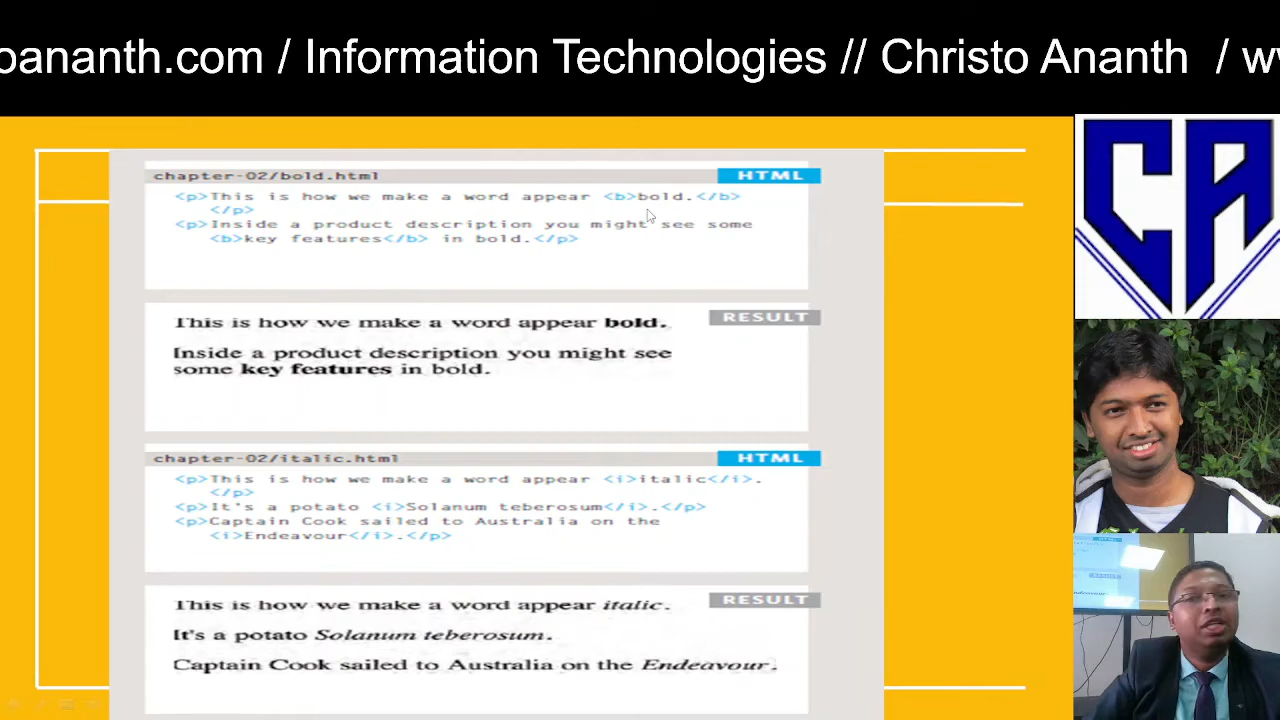 oananth.com / Information Technologies // Christo Ananth / w
CA
chapter-02/bold.html HTML
<p>This is how we make a word appear <b>bold.</b>
</p>
<p>Inside a product description you might see some
<b>key features</b> in bold.</p>
This is how we make a word appear bold. RESULT
Inside a product description you might see
some key features in bold.
chapter-02/italic.html HTML
<p>This is how we make a word appear <i>italic</i>.
</p>
<p>It's a potato <i>Solanum teberosum</i>.</p>
<p>Captain Cook sailed to Australia on the
<i>Endeavour</i>.</p>
This is how we make a word appear italic. RESULT
It's a potato Solanum teberosum.
Captain Cook sailed to Australia on the Endeavour.